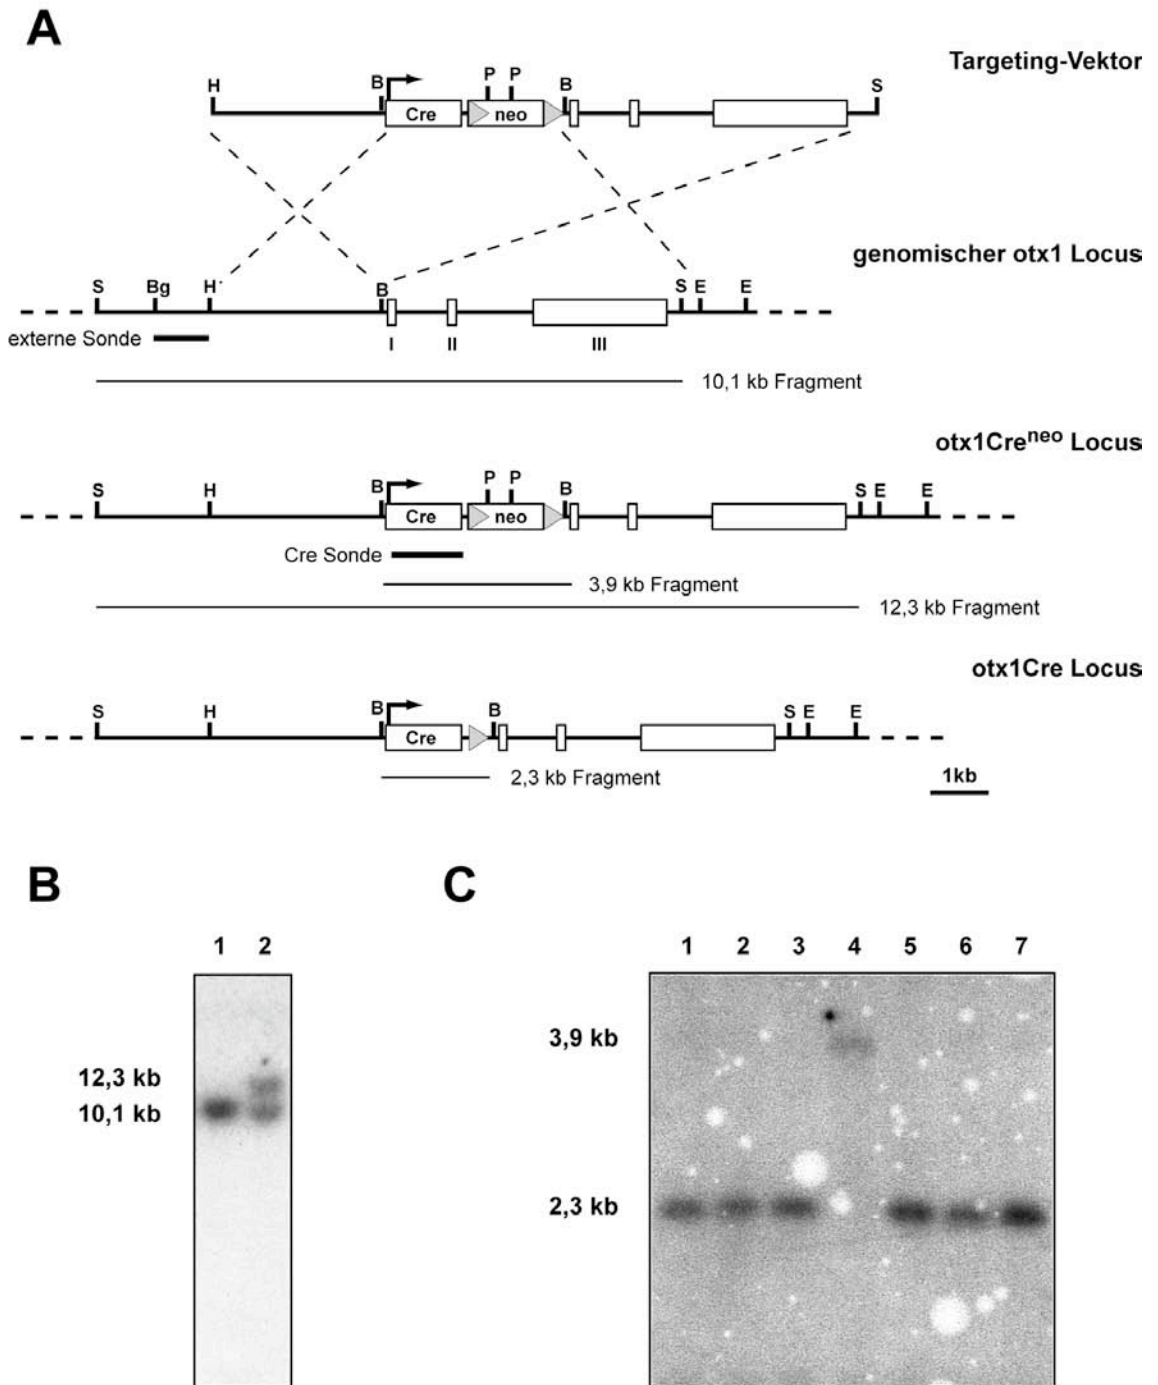 A
Targeting-Vektor
H B P P B S
Cre neo
genomischer otx1 Locus
S Bg H B S E E
externe Sonde
I II III
10,1 kb Fragment
otx1Cre^neo Locus
S H B P P B S E E
Cre neo
Cre Sonde
3,9 kb Fragment
12,3 kb Fragment
otx1Cre Locus
S H B B S E E
Cre
2,3 kb Fragment
1kb
B
1 2
12,3 kb
10,1 kb
C
1 2 3 4 5 6 7
3,9 kb
2,3 kb